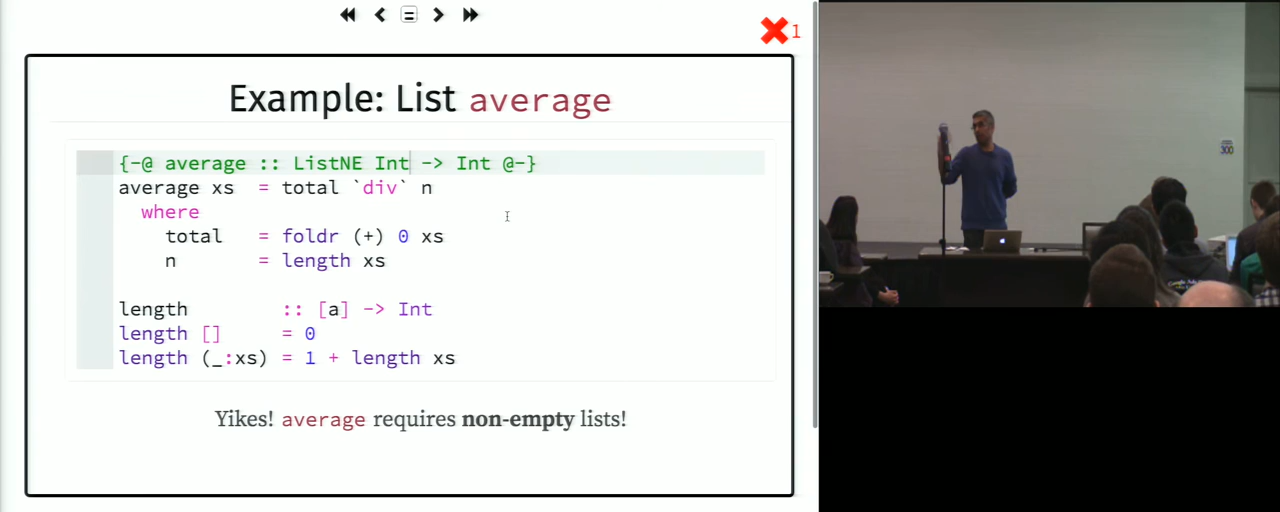 1
Example: List average
{-@ average :: ListNE Int -> Int @-}
average xs = total `div` n
where
total = foldr (+) 0 xs
n = length xs
length :: [a] -> Int
length [] = 0
length (_:xs) = 1 + length xs
Yikes! average requires non-empty lists!
300